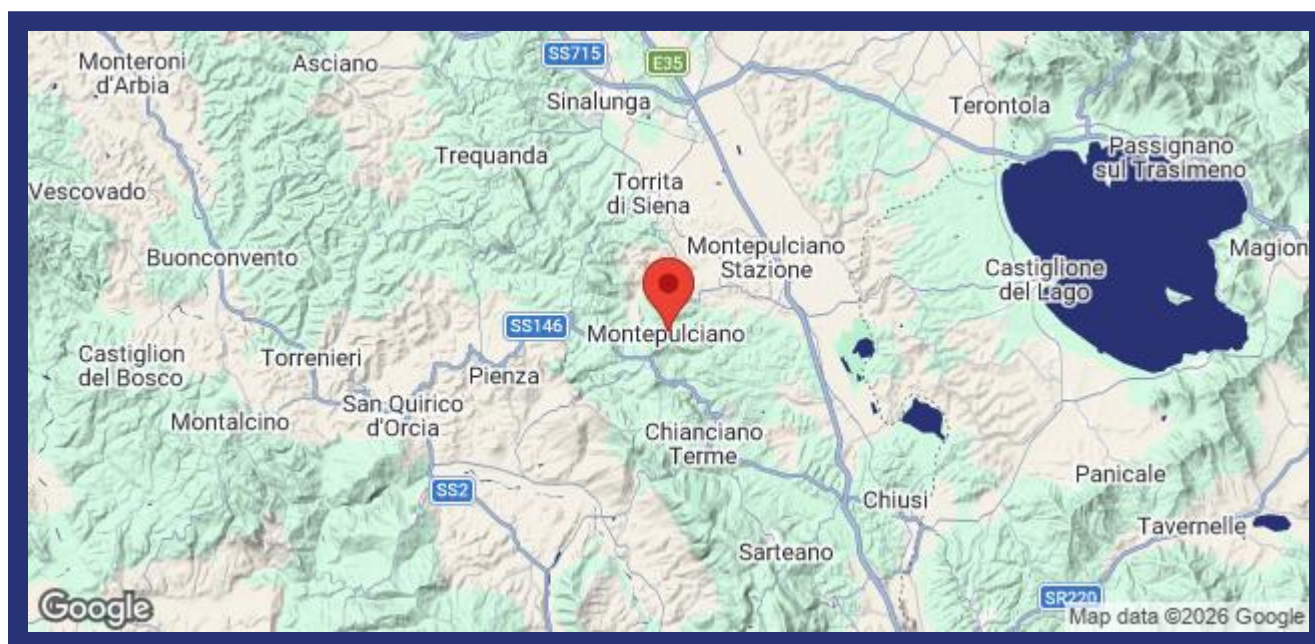 Monteroni
d'Arbia
Asciano
SS715
E35
Sinalunga
Terontola
Trequanda
Passignano
sul Trasimeno
Vescovado
Torrita
di Siena
Buonconvento
Montepulciano
Stazione
Magion
Castiglione
del Lago
SS146
Montepulciano
Castiglion
del Bosco
Torrenieri
Pienza
San Quirico
d'Orcia
Montalcino
Chianciano
Terme
Panicale
SS2
Chiusi
Tavernelle
Sarteano
SR220
Google
Map data ©2026 Google